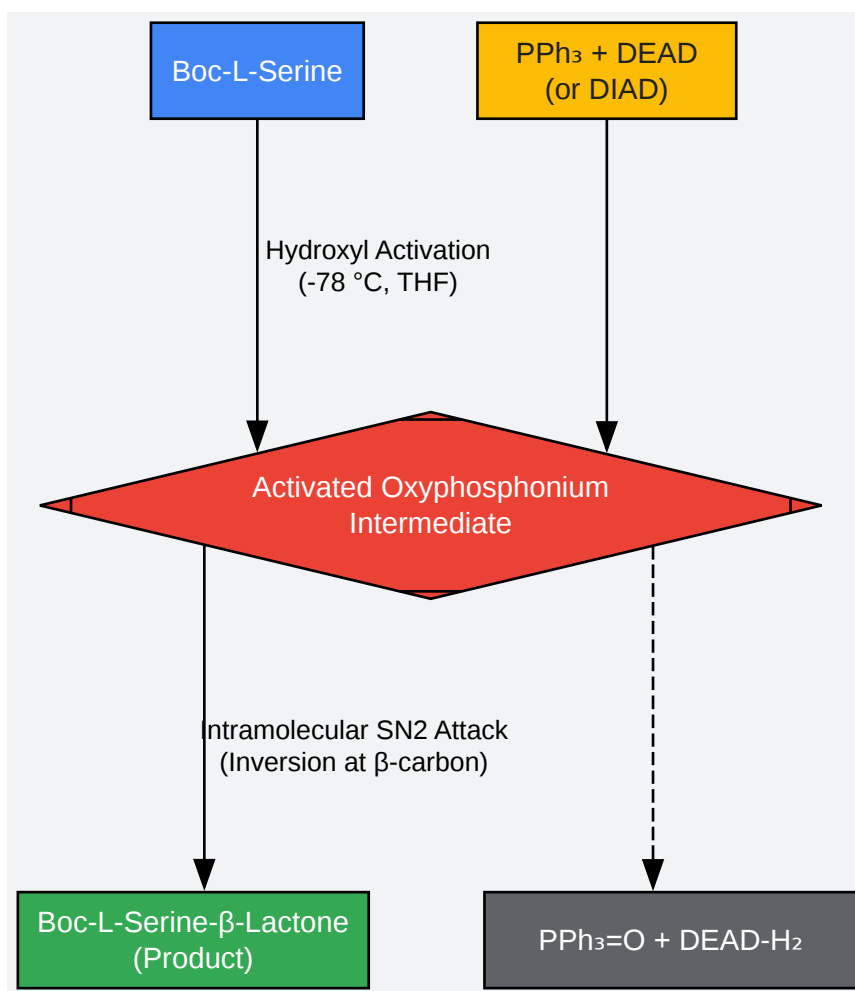 Boc-L-Serine
PPh₃ + DEAD
(or DIAD)
Hydroxyl Activation
(-78 °C, THF)
Activated Oxyphosphonium
Intermediate
Intramolecular SN2 Attack
(Inversion at β-carbon)
Boc-L-Serine-β-Lactone
(Product)
PPh₃=O + DEAD-H₂